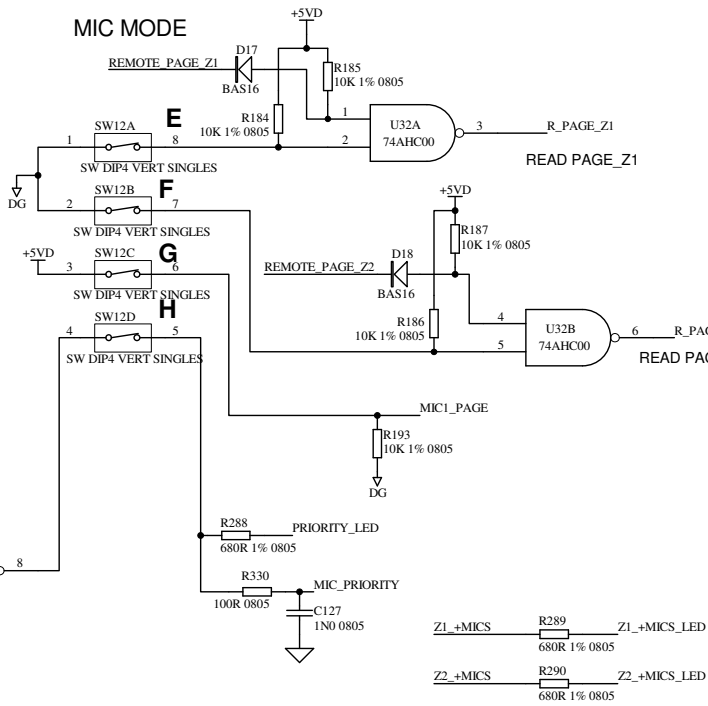 MIC MODE
+5VD
REMOTE_PAGE_Z1
D17
BAS16
R185
10K 1% 0805
R184
10K 1% 0805
1
2
U32A
74AHC00
3
R_PAGE_Z1
READ PAGE_Z1
E
SW12A
1
8
SW DIP4 VERT SINGLES
DG
F
SW12B
2
7
SW DIP4 VERT SINGLES
+5VD
R187
10K 1% 0805
REMOTE_PAGE_Z2
D18
BAS16
R186
10K 1% 0805
4
5
U32B
74AHC00
6
R_PAG
READ PAG
+5VD
G
SW12C
3
6
SW DIP4 VERT SINGLES
H
SW12D
4
5
SW DIP4 VERT SINGLES
MIC1_PAGE
R193
10K 1% 0805
DG
R288
680R 1% 0805
PRIORITY_LED
8
R330
100R 0805
MIC_PRIORITY
C127
1N0 0805
Z1_+MICS
R289
680R 1% 0805
Z1_+MICS_LED
Z2_+MICS
R290
680R 1% 0805
Z2_+MICS_LED